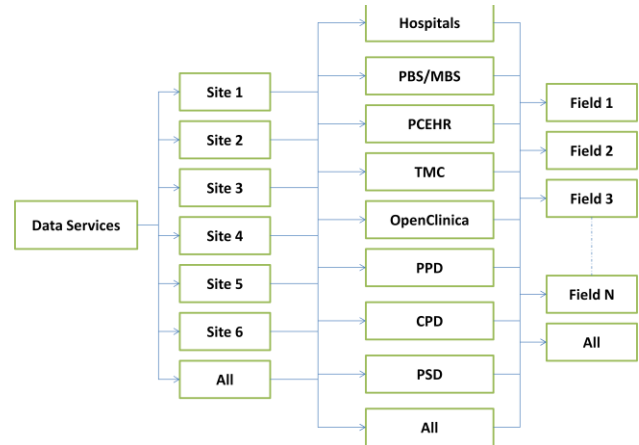 Data Services
Site 1
Site 2
Site 3
Site 4
Site 5
Site 6
All
Hospitals
PBS/MBS
PCEHR
TMC
OpenClinica
PPD
CPD
PSD
All
Field 1
Field 2
Field 3
Field N
All